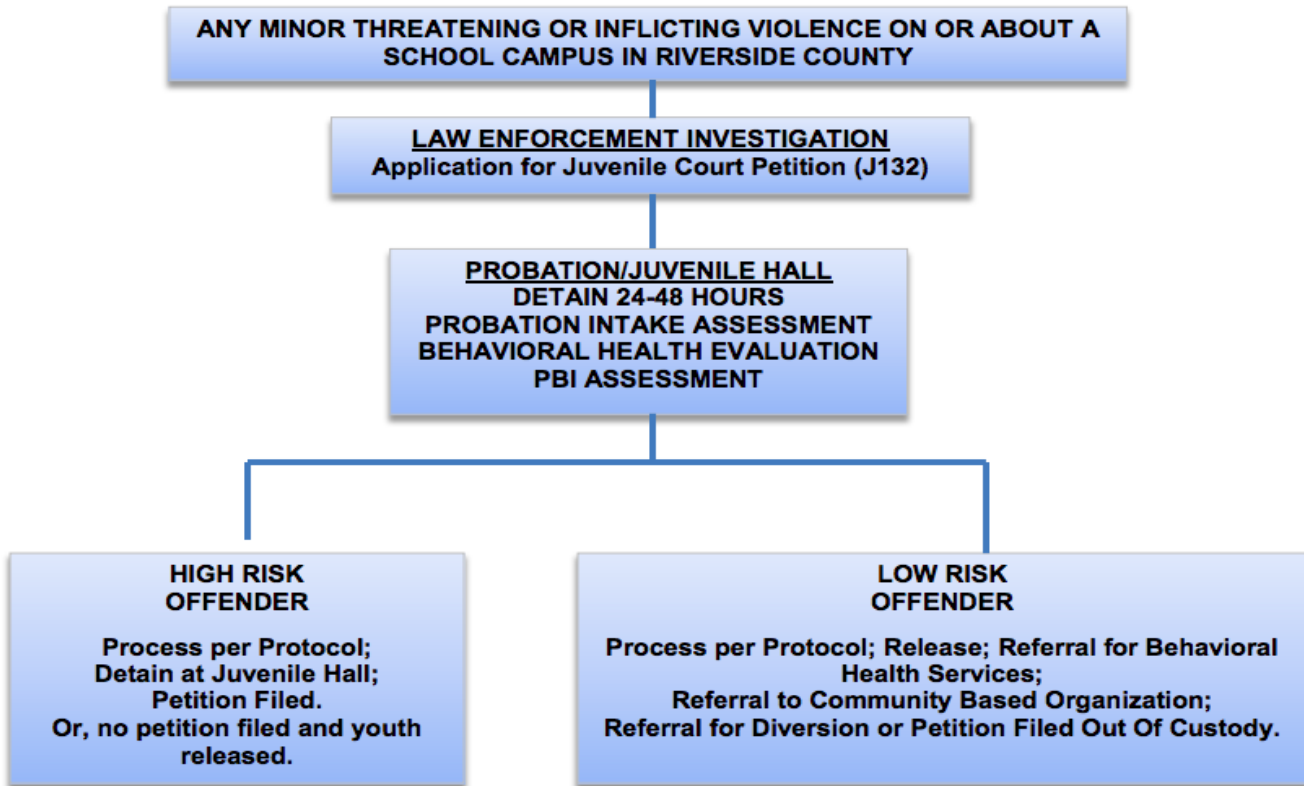 ANY MINOR THREATENING OR INFLICTING VIOLENCE ON OR ABOUT A
SCHOOL CAMPUS IN RIVERSIDE COUNTY
LAW ENFORCEMENT INVESTIGATION
Application for Juvenile Court Petition (J132)
PROBATION/JUVENILE HALL
DETAIN 24-48 HOURS
PROBATION INTAKE ASSESSMENT
BEHAVIORAL HEALTH EVALUATION
PBI ASSESSMENT
HIGH RISK
OFFENDER
Process per Protocol;
Detain at Juvenile Hall;
Petition Filed.
Or, no petition filed and youth
released.
LOW RISK
OFFENDER
Process per Protocol; Release; Referral for Behavioral
Health Services;
Referral to Community Based Organization;
Referral for Diversion or Petition Filed Out Of Custody.